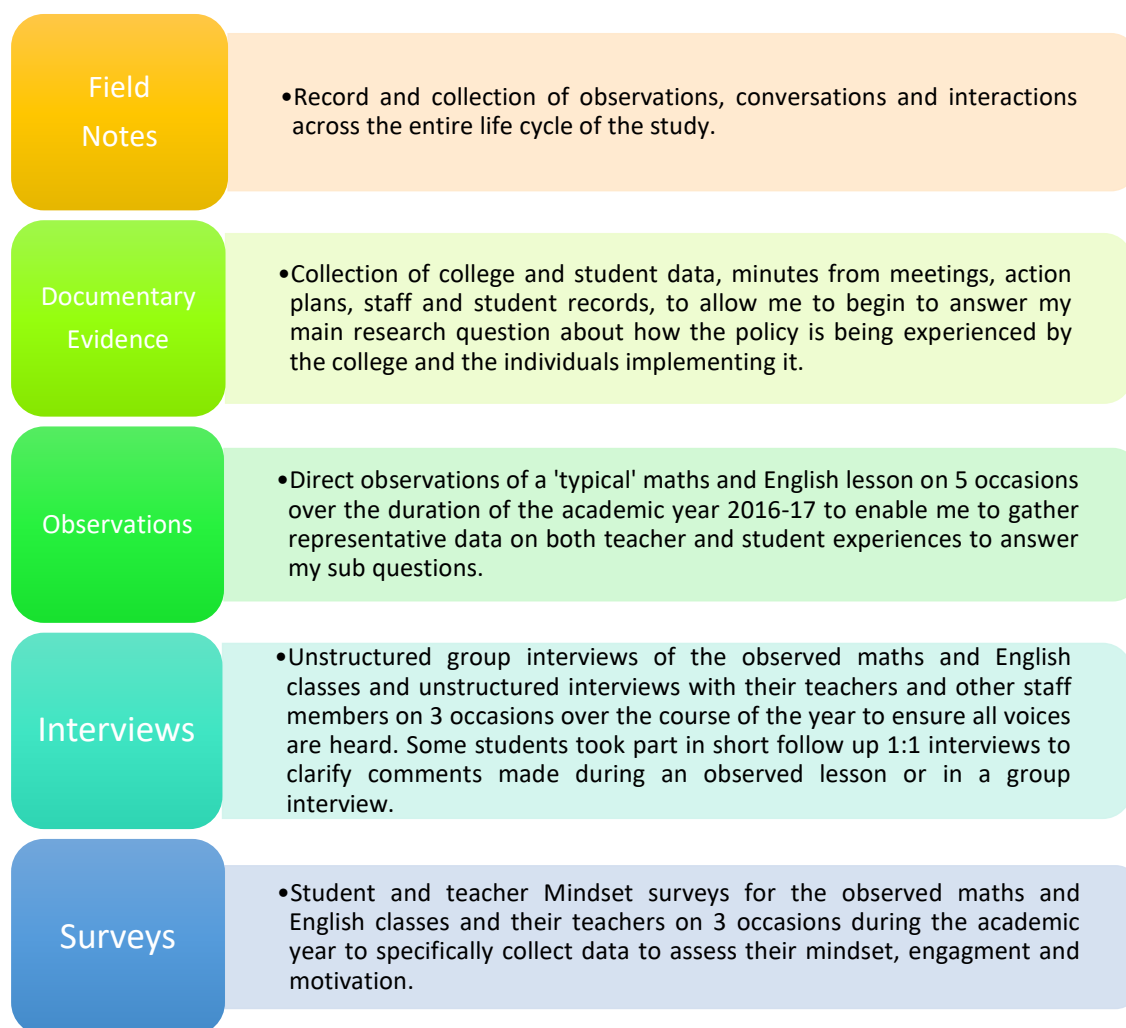 Field
Notes
•Record and collection of observations, conversations and interactions
across the entire life cycle of the study.
Documentary
Evidence
•Collection of college and student data, minutes from meetings, action
plans, staff and student records, to allow me to begin to answer my
main research question about how the policy is being experienced by
the college and the individuals implementing it.
Observations
•Direct observations of a 'typical' maths and English lesson on 5 occasions
over the duration of the academic year 2016-17 to enable me to gather
representative data on both teacher and student experiences to answer
my sub questions.
Interviews
•Unstructured group interviews of the observed maths and English
classes and unstructured interviews with their teachers and other staff
members on 3 occasions over the course of the year to ensure all voices
are heard. Some students took part in short follow up 1:1 interviews to
clarify comments made during an observed lesson or in a group
interview.
Surveys
•Student and teacher Mindset surveys for the observed maths and
English classes and their teachers on 3 occasions during the academic
year to specifically collect data to assess their mindset, engagment and
motivation.